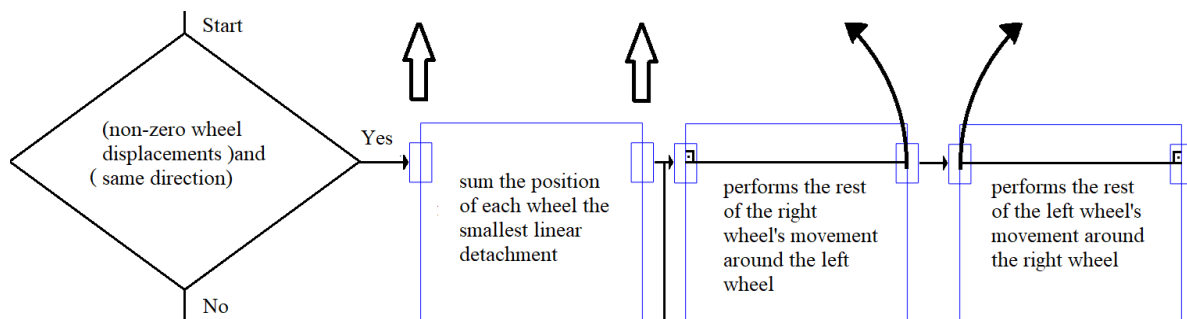 Start
(non-zero wheel
displacements )and
( same direction)
Yes
No
sum the position
of each wheel the
smallest linear
detachment
performs the rest
of the right
wheel's movement
around the left
wheel
performs the rest
of the left wheel's
movement around
the right wheel